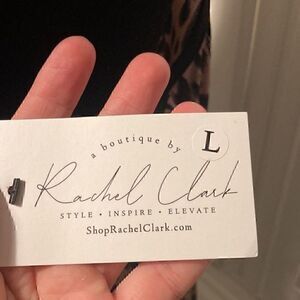 a boutique by
L
Rachel Clark
STYLE • INSPIRE • ELEVATE
ShopRachelClark.com